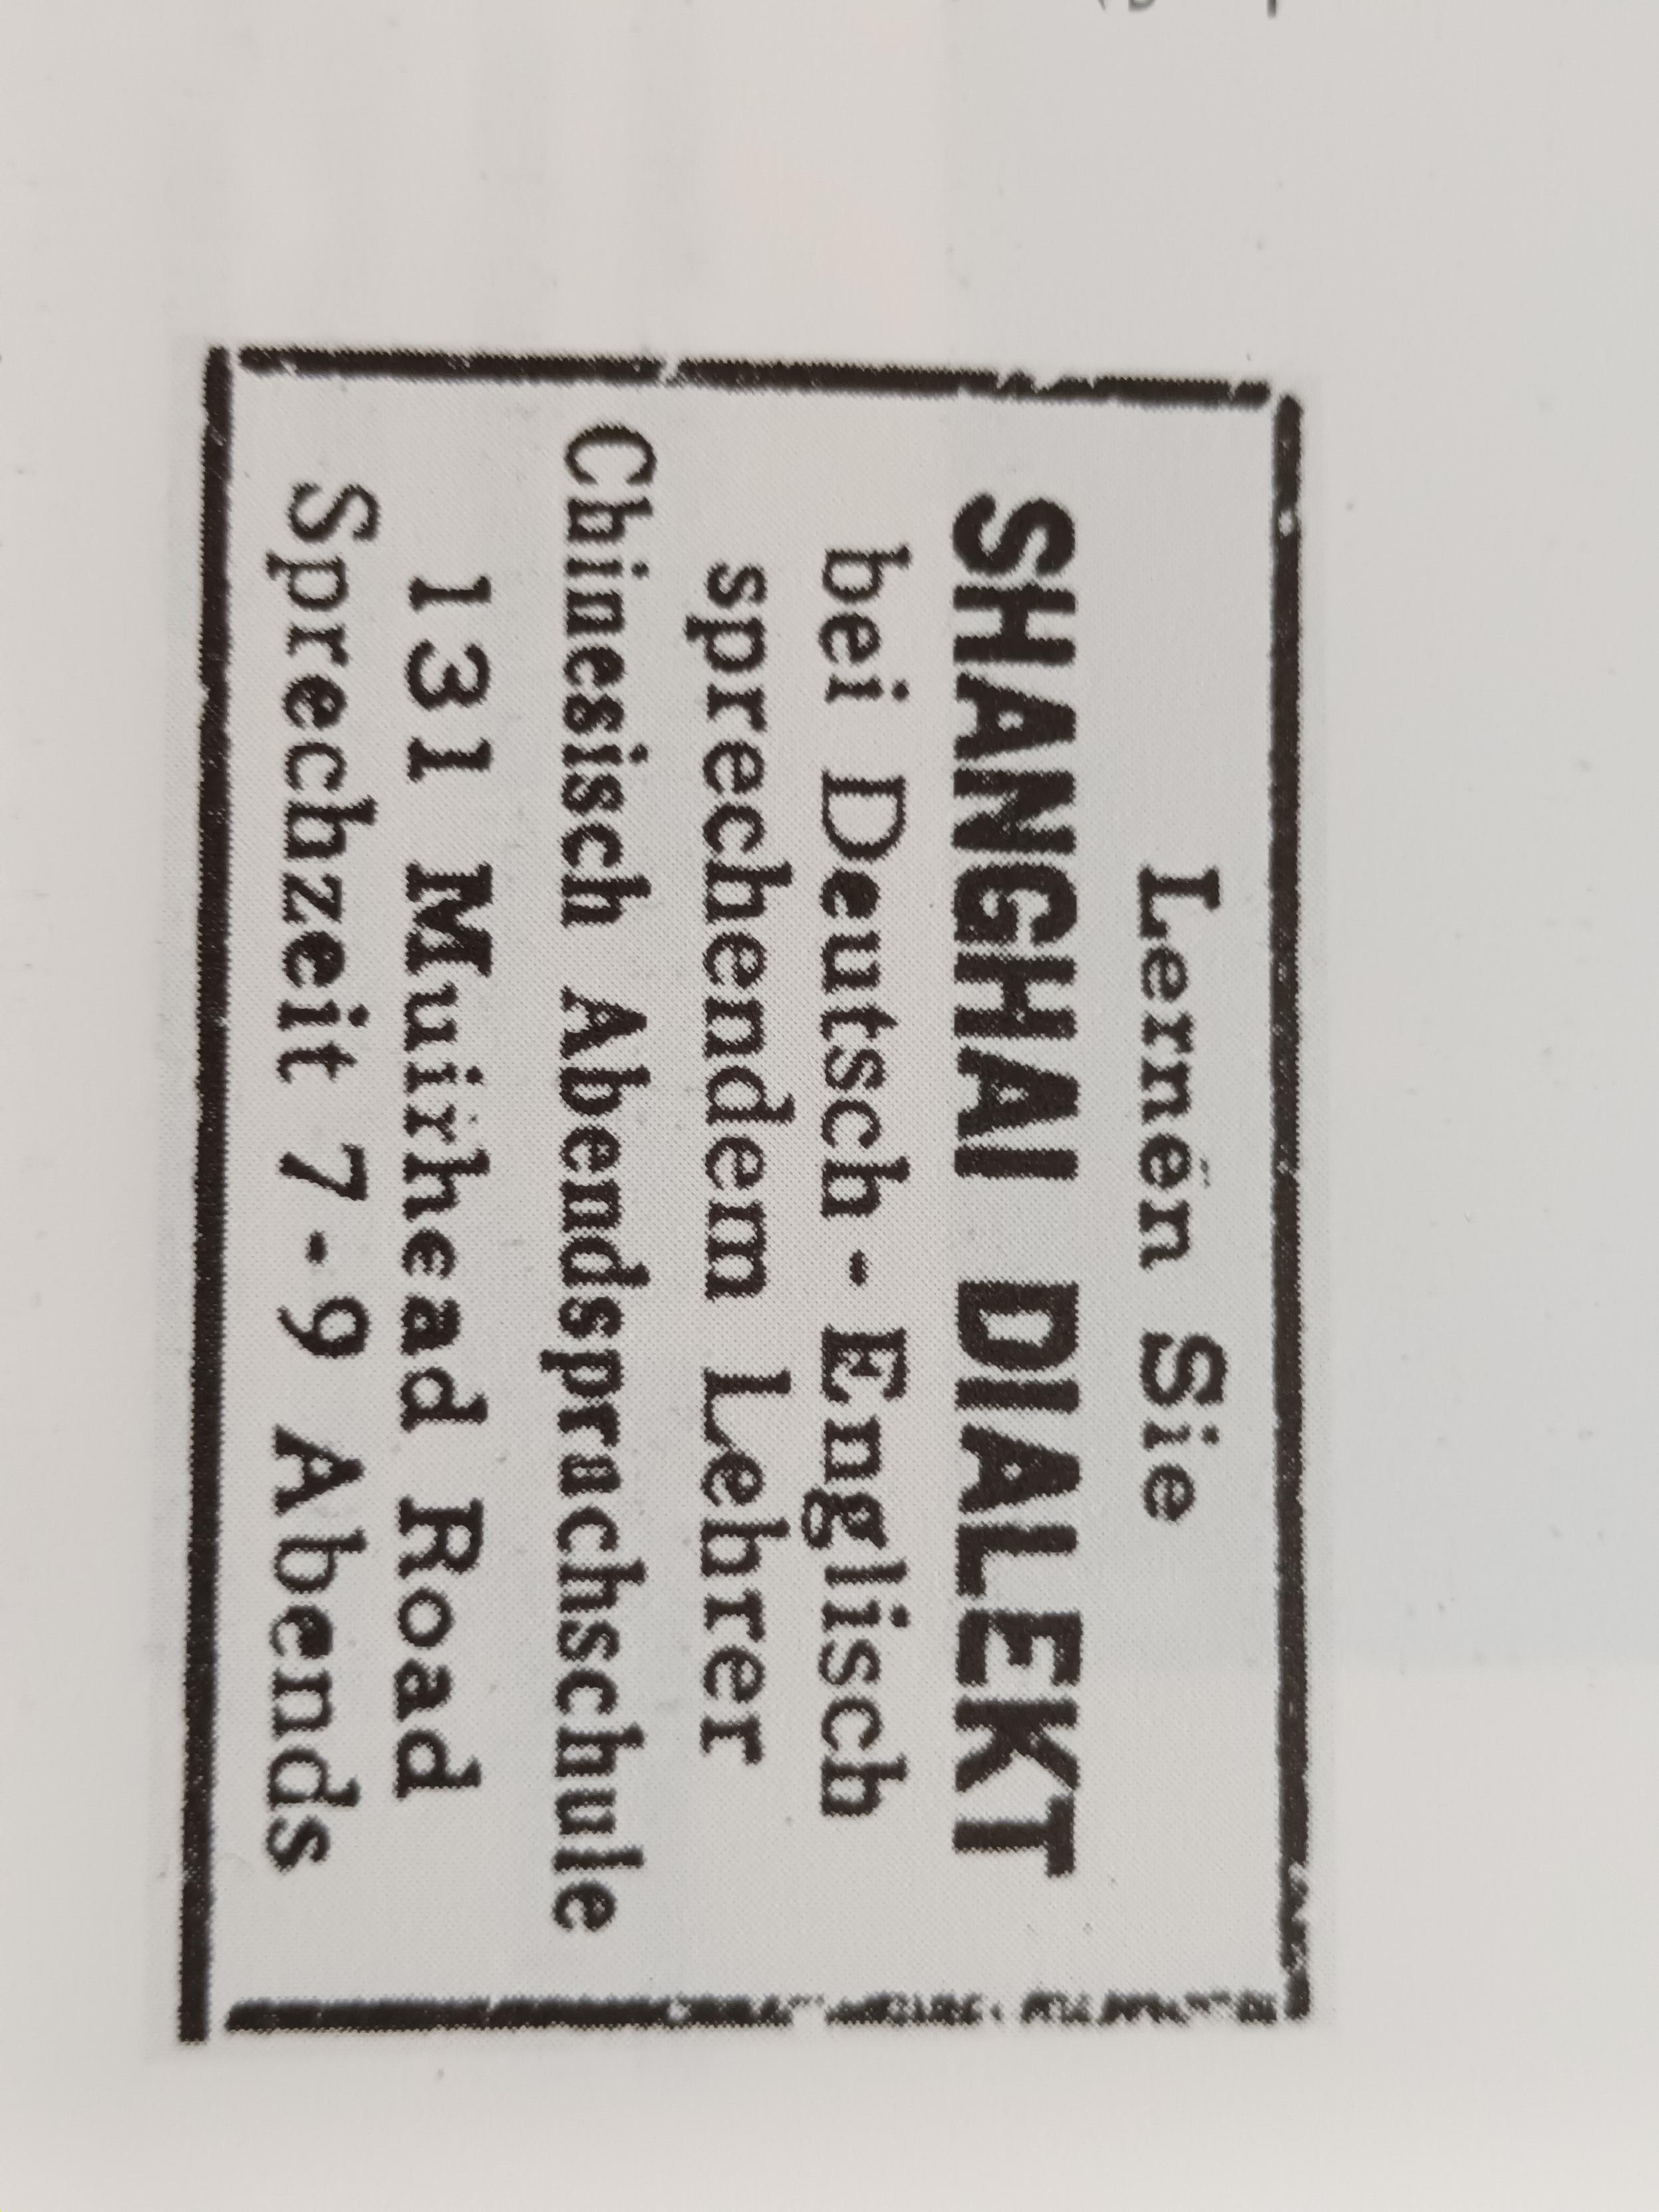 Lernen Sie
SHANGHAI DIALEKT
bei Deutsch - Englisch
sprechendem Lehrer
Chinesisch Abendsprachschule
131 Muirhead Road
Sprechzeit 7-9 Abends